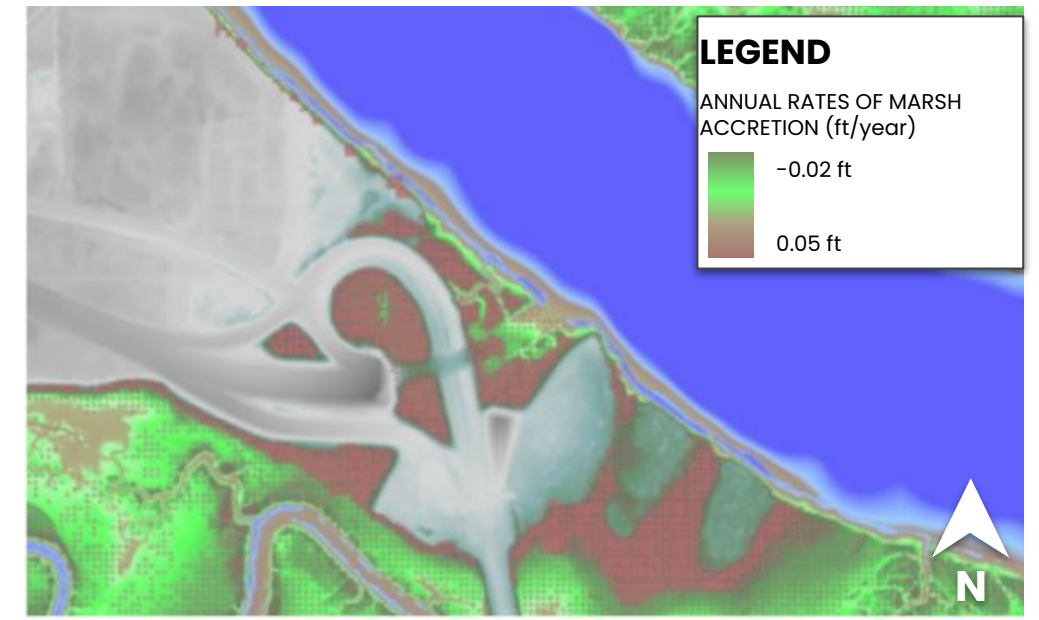 LEGEND
ANNUAL RATES OF MARSH
ACCRETION (ft/year)
-0.02 ft
0.05 ft
N